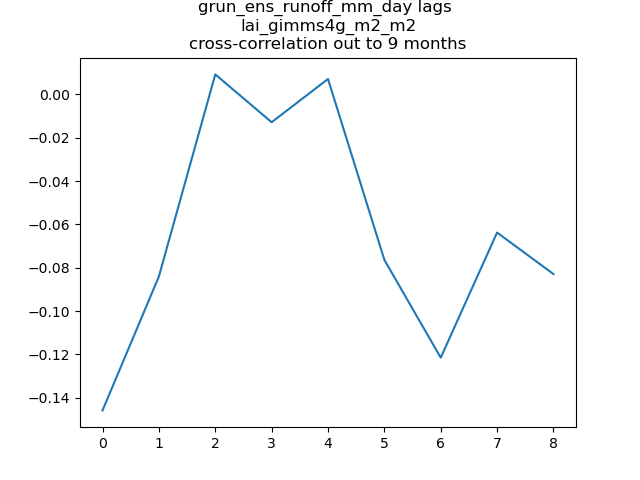 grun_ens_runoff_mm_day lags
lai_gimms4g_m2_m2
cross-correlation out to 9 months
0.00
−0.02
−0.04
−0.06
−0.08
−0.10
−0.12
−0.14
0 1 2 3 4 5 6 7 8